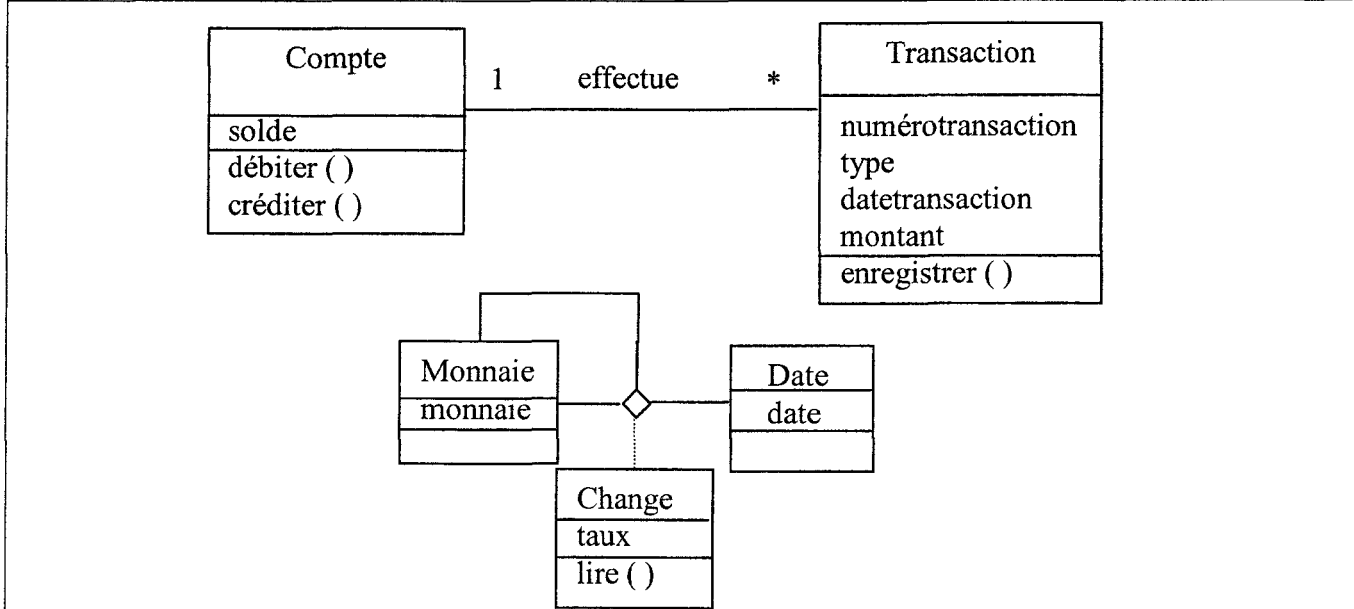 Compte
1 effectue *
solde
débiter ( )
créditer ( )
Transaction
numérotransaction
type
datetransaction
montant
enregistrer ( )
Monnaie
monnaie
Date
date
Change
taux
lire ( )